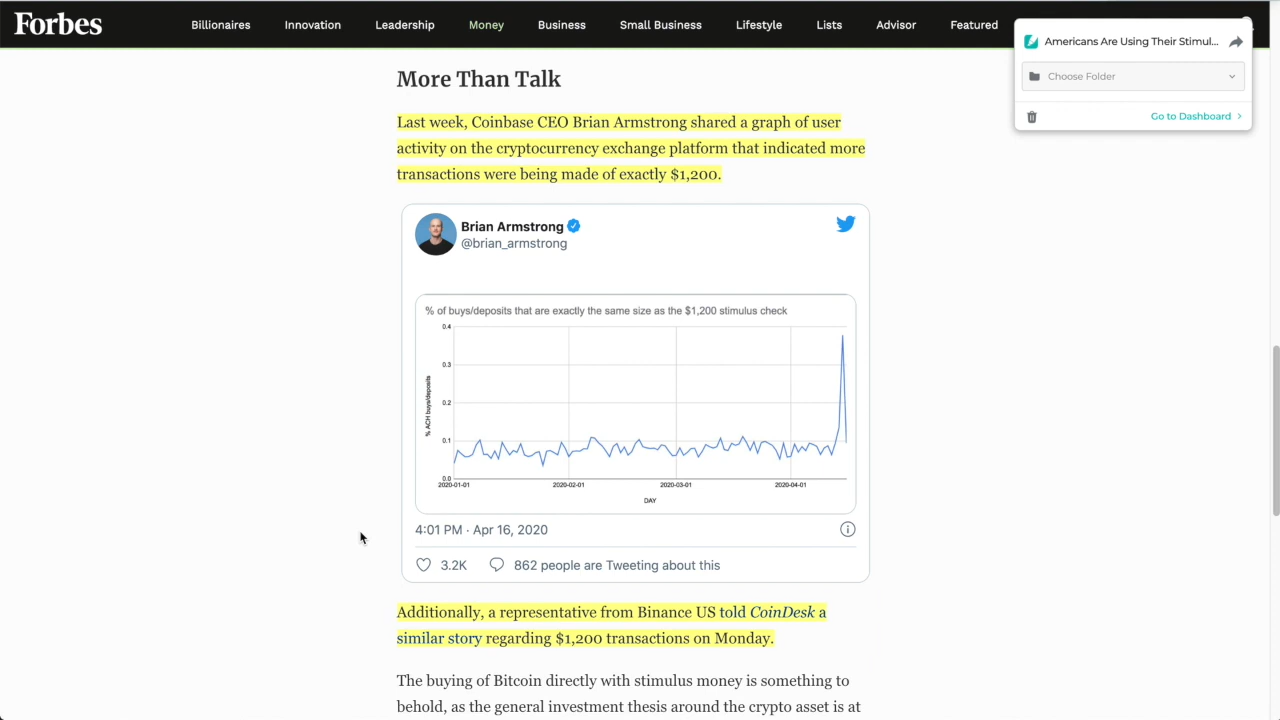 Forbes
Billionaires Innovation Leadership Money Business Small Business Lifestyle Lists Advisor Featured
Americans Are Using Their Stimul...
Choose Folder
Go to Dashboard
More Than Talk
Last week, Coinbase CEO Brian Armstrong shared a graph of user
activity on the cryptocurrency exchange platform that indicated more
transactions were being made of exactly $1,200.
Brian Armstrong
@brian_armstrong
% of buys/deposits that are exactly the same size as the $1,200 stimulus check
0.4
0.3
0.2
0.1
0.0
% ACH buys/deposits
2020-01-01 2020-02-01 2020-03-01 2020-04-01
DAY
4:01 PM · Apr 16, 2020
3.2K 862 people are Tweeting about this
Additionally, a representative from Binance US told CoinDesk a
similar story regarding $1,200 transactions on Monday.
The buying of Bitcoin directly with stimulus money is something to
behold, as the general investment thesis around the crypto asset is at